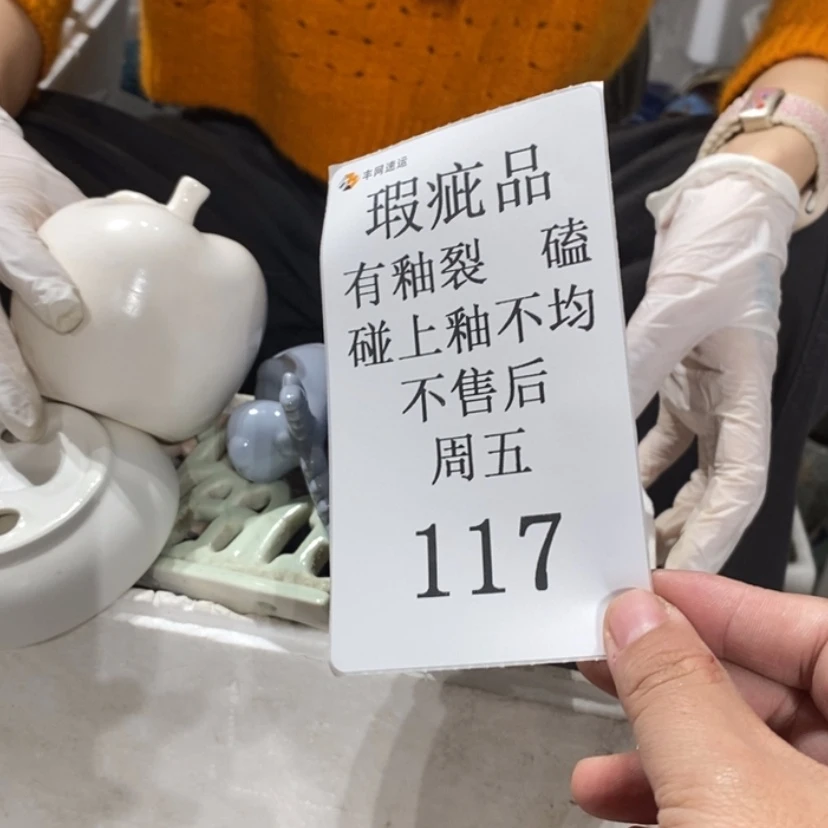 丰网速运
瑕疵品
有釉裂 磕
碰上釉不均
不售后
周五
117